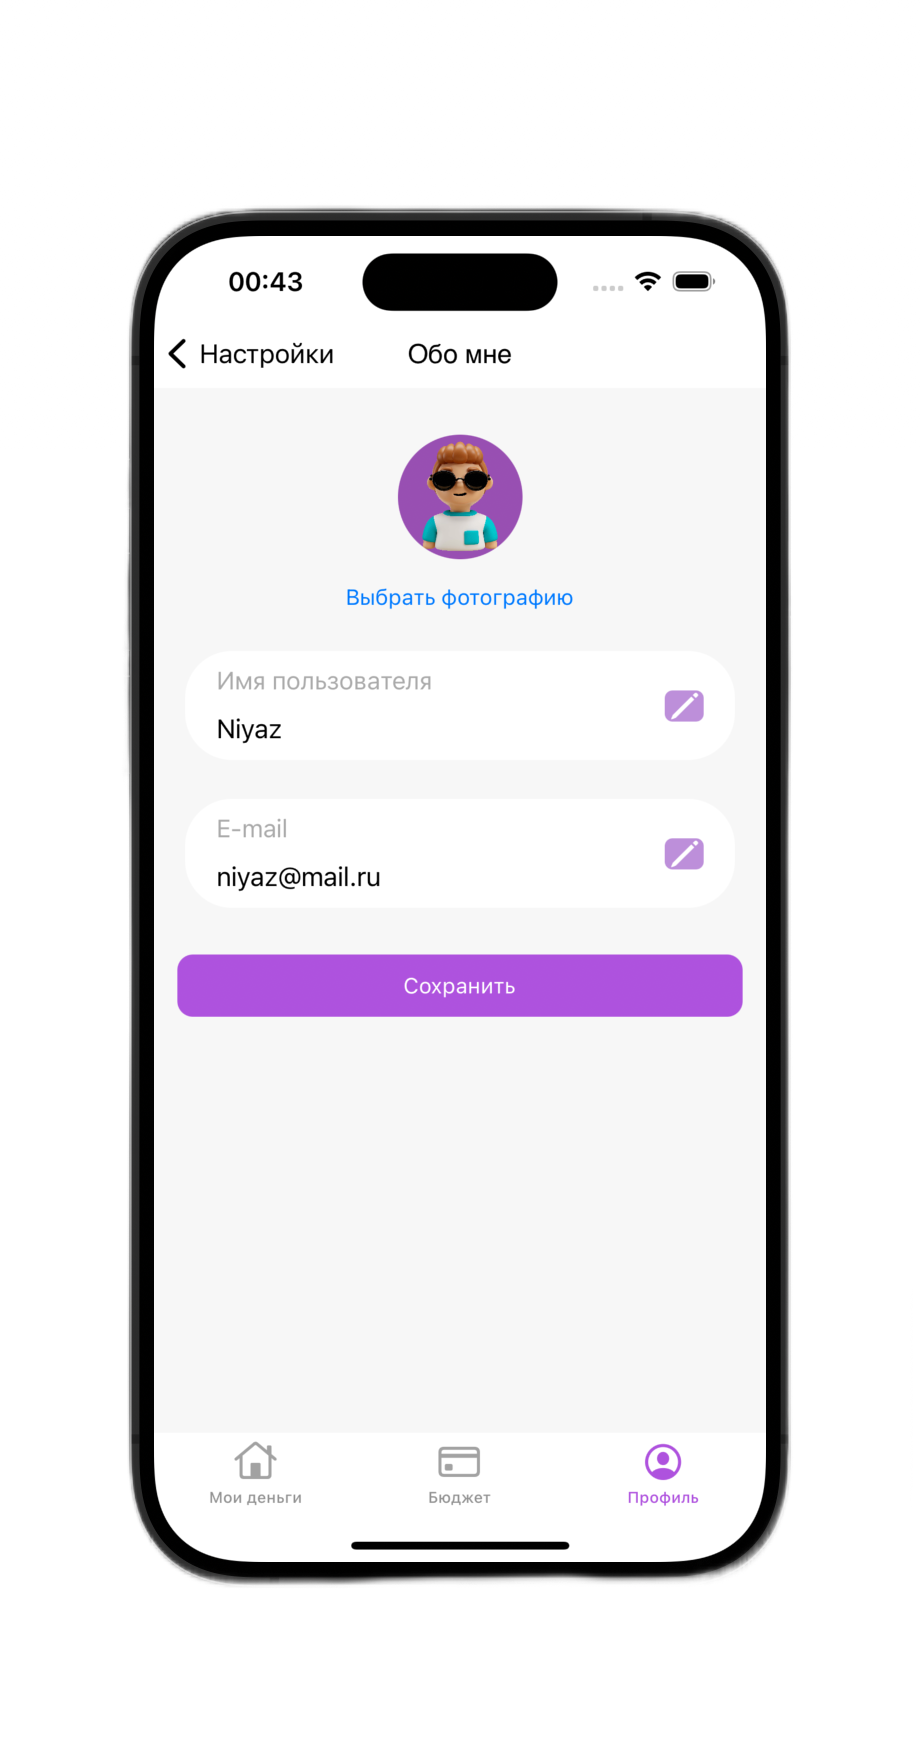 00:43
Настройки
Обо мне
Выбрать фотографию
Имя пользователя
Niyaz
E-mail
niyaz@mail.ru
Сохранить
Мои деньги
Бюджет
Профиль